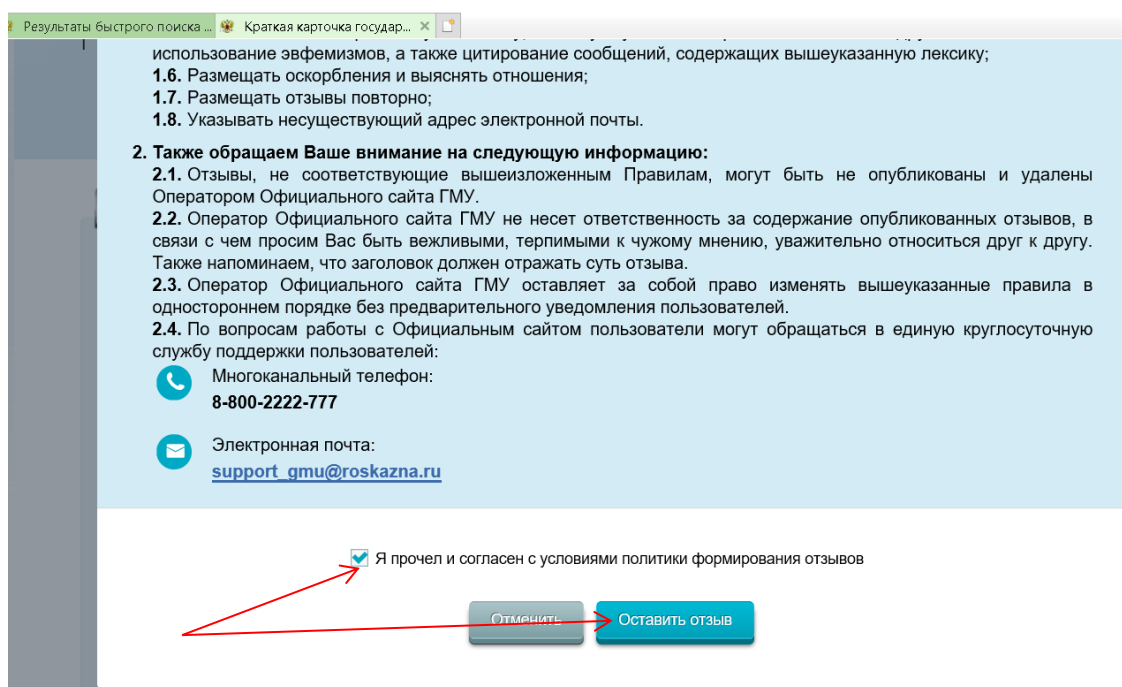 Результаты быстрого поиска ...
Краткая карточка государ...
использование эвфемизмов, а также цитирование сообщений, содержащих вышеуказанную лексику;
1.6. Размещать оскорбления и выяснять отношения;
1.7. Размещать отзывы повторно;
1.8. Указывать несуществующий адрес электронной почты.
2. Также обращаем Ваше внимание на следующую информацию:
2.1. Отзывы, не соответствующие вышеизложенным Правилам, могут быть не опубликованы и удалены
Оператором Официального сайта ГМУ.
2.2. Оператор Официального сайта ГМУ не несет ответственность за содержание опубликованных отзывов, в
связи с чем просим Вас быть вежливыми, терпимыми к чужому мнению, уважительно относиться друг к другу.
Также напоминаем, что заголовок должен отражать суть отзыва.
2.3. Оператор Официального сайта ГМУ оставляет за собой право изменять вышеуказанные правила в
одностороннем порядке без предварительного уведомления пользователей.
2.4. По вопросам работы с Официальным сайтом пользователи могут обращаться в единую круглосуточную
службу поддержки пользователей:
Многоканальный телефон:
8-800-2222-777
Электронная почта:
support_gmu@roskazna.ru
Я прочел и согласен с условиями политики формирования отзывов
Отменить
Оставить отзыв